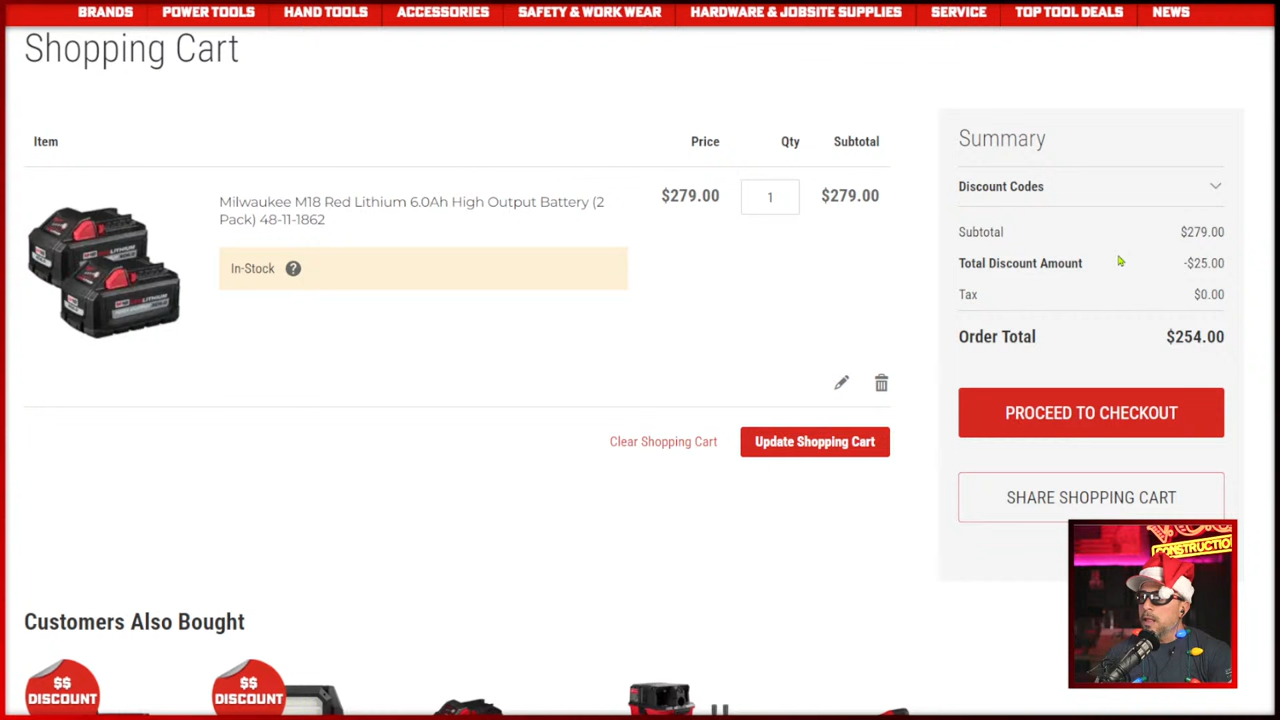 BRANDS POWER TOOLS HAND TOOLS ACCESSORIES SAFETY & WORK WEAR HARDWARE & JOBSITE SUPPLIES SERVICE TOP TOOL DEALS NEWS
Shopping Cart
Item Price Qty Subtotal
Milwaukee M18 Red Lithium 6.0Ah High Output Battery (2
Pack) 48-11-1862
$279.00 1 $279.00
In-Stock ?
Clear Shopping Cart Update Shopping Cart
Summary
Discount Codes
Subtotal $279.00
Total Discount Amount -$25.00
Tax $0.00
Order Total $254.00
PROCEED TO CHECKOUT
SHARE SHOPPING CART
CONSTRUCTION
Customers Also Bought
$$
DISCOUNT
$$
DISCOUNT